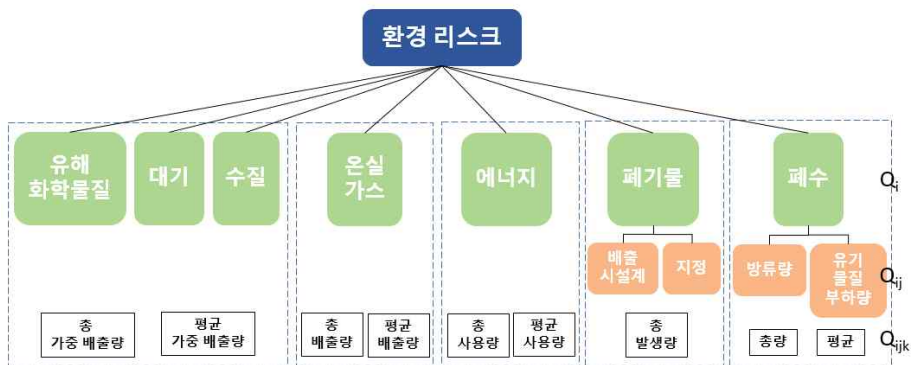 환경 리스크
유해
화학물질
대기
수질
온실
가스
에너지
폐기물
폐수
Qi
배출
시설계
지정
방류량
유기
물질
부하량
Qij
총
가중 배출량
평균
가중 배출량
총
배출량
평균
배출량
총
사용량
평균
사용량
총
발생량
총량
평균
Qijk